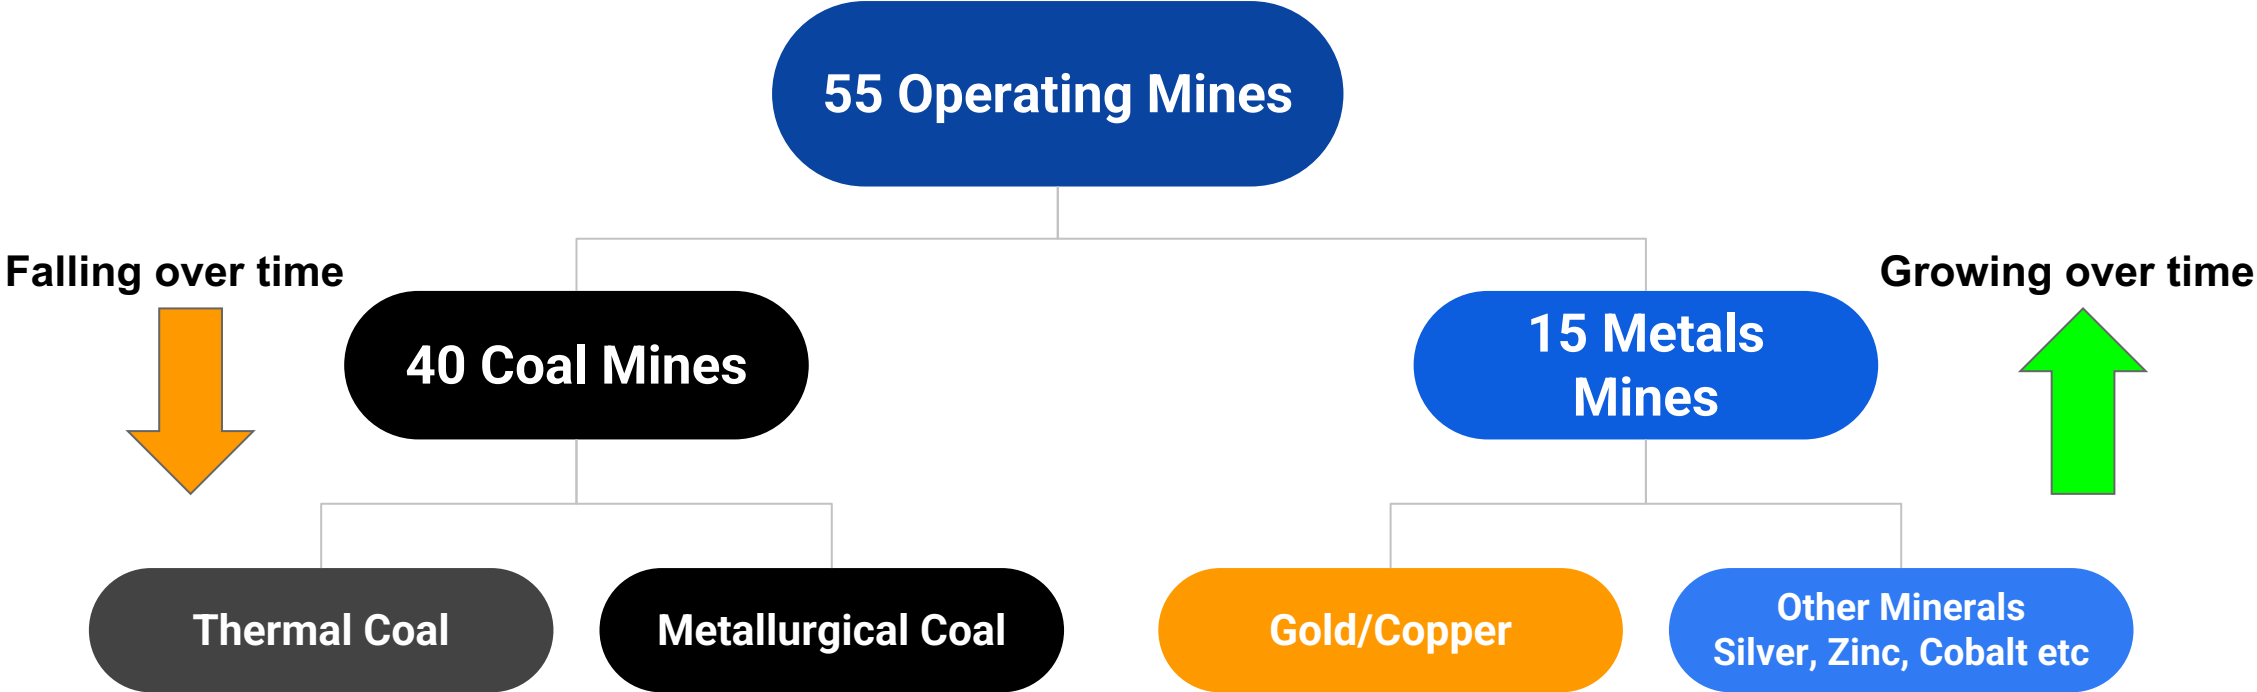 55 Operating Mines
Falling over time
Growing over time
40 Coal Mines
15 Metals
Mines
Thermal Coal
Metallurgical Coal
Gold/Copper
Other Minerals
Silver, Zinc, Cobalt etc